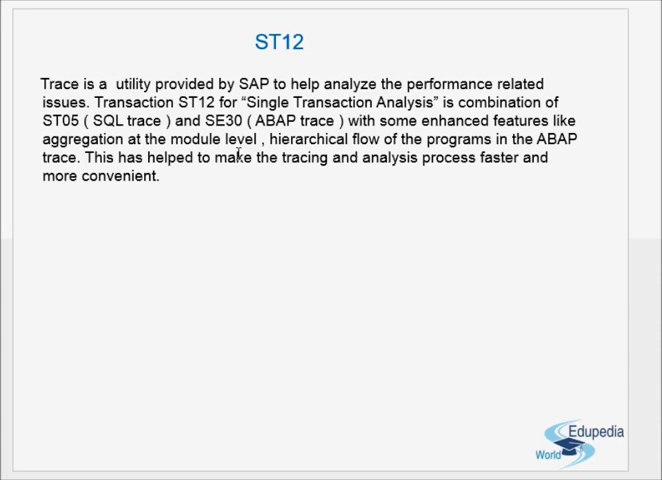 ST12
Trace is a utility provided by SAP to help analyze the performance related
issues. Transaction ST12 for “Single Transaction Analysis” is combination of
ST05 ( SQL trace ) and SE30 ( ABAP trace ) with some enhanced features like
aggregation at the module level , hierarchical flow of the programs in the ABAP
trace. This has helped to make the tracing and analysis process faster and
more convenient.
Edupedia
World